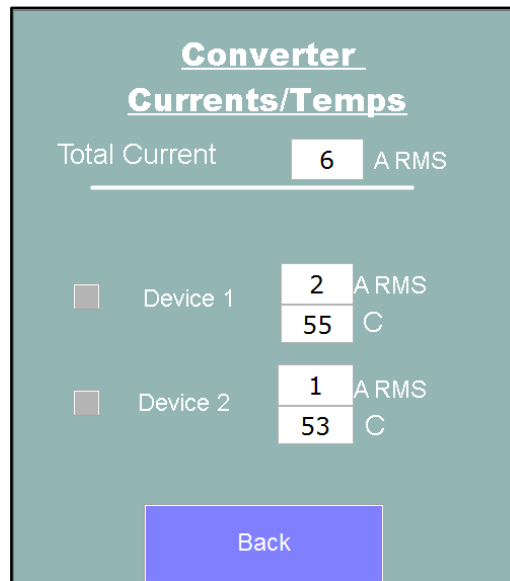 Converter
Currents/Temps
Total Current 6 A RMS
Device 1 2 A RMS
55 C
Device 2 1 A RMS
53 C
Back